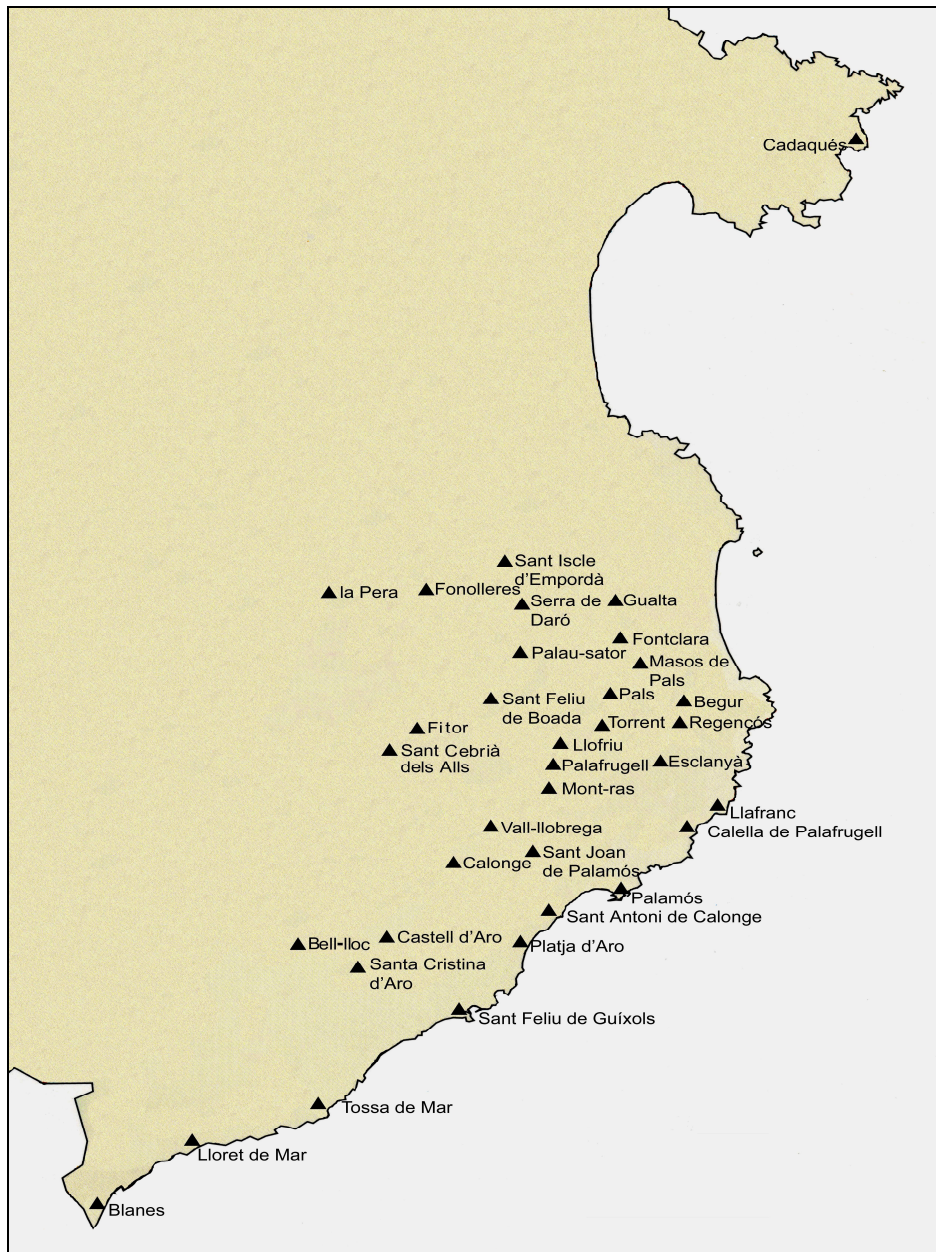 Cadaqués
Sant Iscle
d'Empordà
la Pera
Fonolleres
Serra de
Daró
Gualta
Fontclara
Palau-sator
Masos de
Pals
Sant Feliu
de Boada
Pals
Begur
Fitor
Torrent
Regencós
Sant Cebrià
dels Alls
Llofriu
Palafrugell
Esclanyà
Mont-ras
Llafranc
Vall-llobrega
Calella de Palafrugell
Calonge
Sant Joan
de Palamós
Palamós
Sant Antoni de Calonge
Bell-lloc
Castell d'Aro
Platja d'Aro
Santa Cristina
d'Aro
Sant Feliu de Guíxols
Tossa de Mar
Lloret de Mar
Blanes